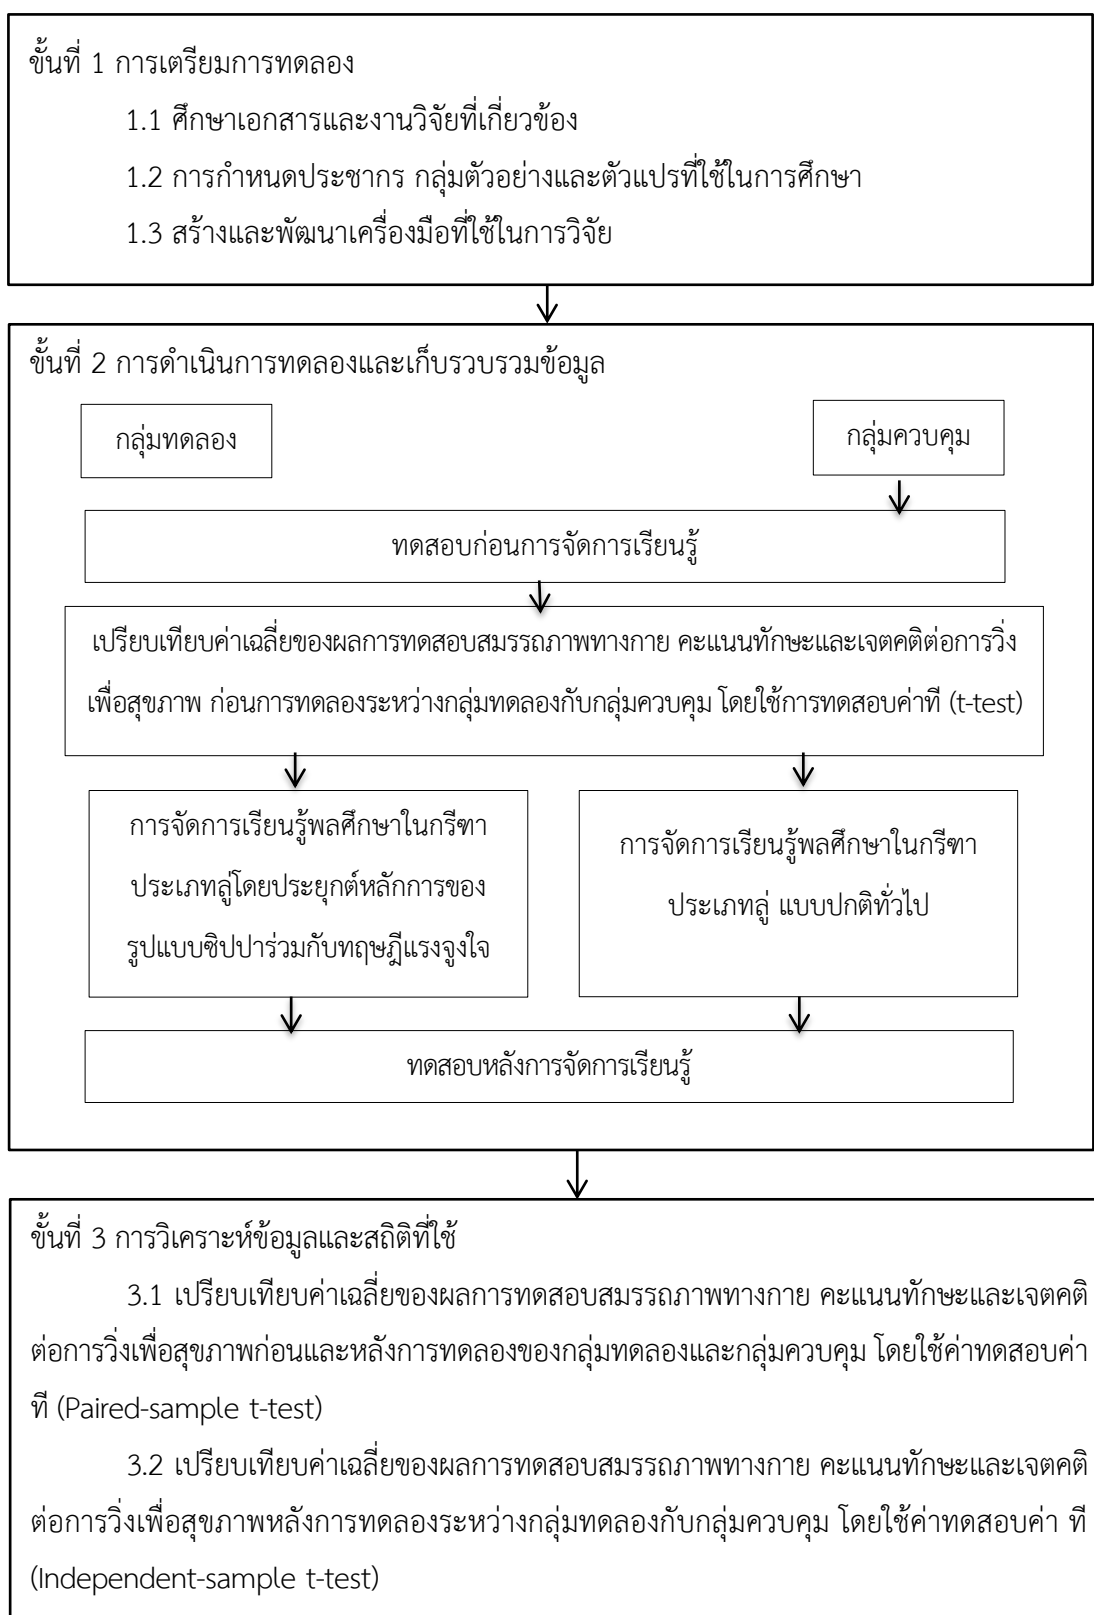 ขั้นที่ 1 การเตรียมการทดลอง
1.1 ศึกษาเอกสารและงานวิจัยที่เกี่ยวข้อง
1.2 การกำหนดประชากร กลุ่มตัวอย่างและตัวแปรที่ใช้ในการศึกษา
1.3 สร้างและพัฒนาเครื่องมือที่ใช้ในการวิจัย
ขั้นที่ 2 การดำเนินการทดลองและเก็บรวบรวมข้อมูล
กลุ่มทดลอง
กลุ่มควบคุม
ทดสอบก่อนการจัดการเรียนรู้
เปรียบเทียบค่าเฉลี่ยของผลการทดสอบสมรรถภาพทางกาย คะแนนทักษะและเจตคติต่อการวิ่ง
เพื่อสุขภาพ ก่อนการทดลองระหว่างกลุ่มทดลองกับกลุ่มควบคุม โดยใช้การทดสอบค่าที (t-test)
การจัดการเรียนรู้พลศึกษาในกรีฑา
ประเภทลู่โดยประยุกต์หลักการของ
รูปแบบซิปปาร่วมกับทฤษฎีแรงจูงใจ
การจัดการเรียนรู้พลศึกษาในกรีฑา
ประเภทลู่ แบบปกติทั่วไป
ทดสอบหลังการจัดการเรียนรู้
ขั้นที่ 3 การวิเคราะห์ข้อมูลและสถิติที่ใช้
3.1 เปรียบเทียบค่าเฉลี่ยของผลการทดสอบสมรรถภาพทางกาย คะแนนทักษะและเจตคติ
ต่อการวิ่งเพื่อสุขภาพก่อนและหลังการทดลองของกลุ่มทดลองและกลุ่มควบคุม โดยใช้ค่าทดสอบค่า
ที (Paired-sample t-test)
3.2 เปรียบเทียบค่าเฉลี่ยของผลการทดสอบสมรรถภาพทางกาย คะแนนทักษะและเจตคติ
ต่อการวิ่งเพื่อสุขภาพหลังการทดลองระหว่างกลุ่มทดลองกับกลุ่มควบคุม โดยใช้ค่าทดสอบค่า ที
(Independent-sample t-test)